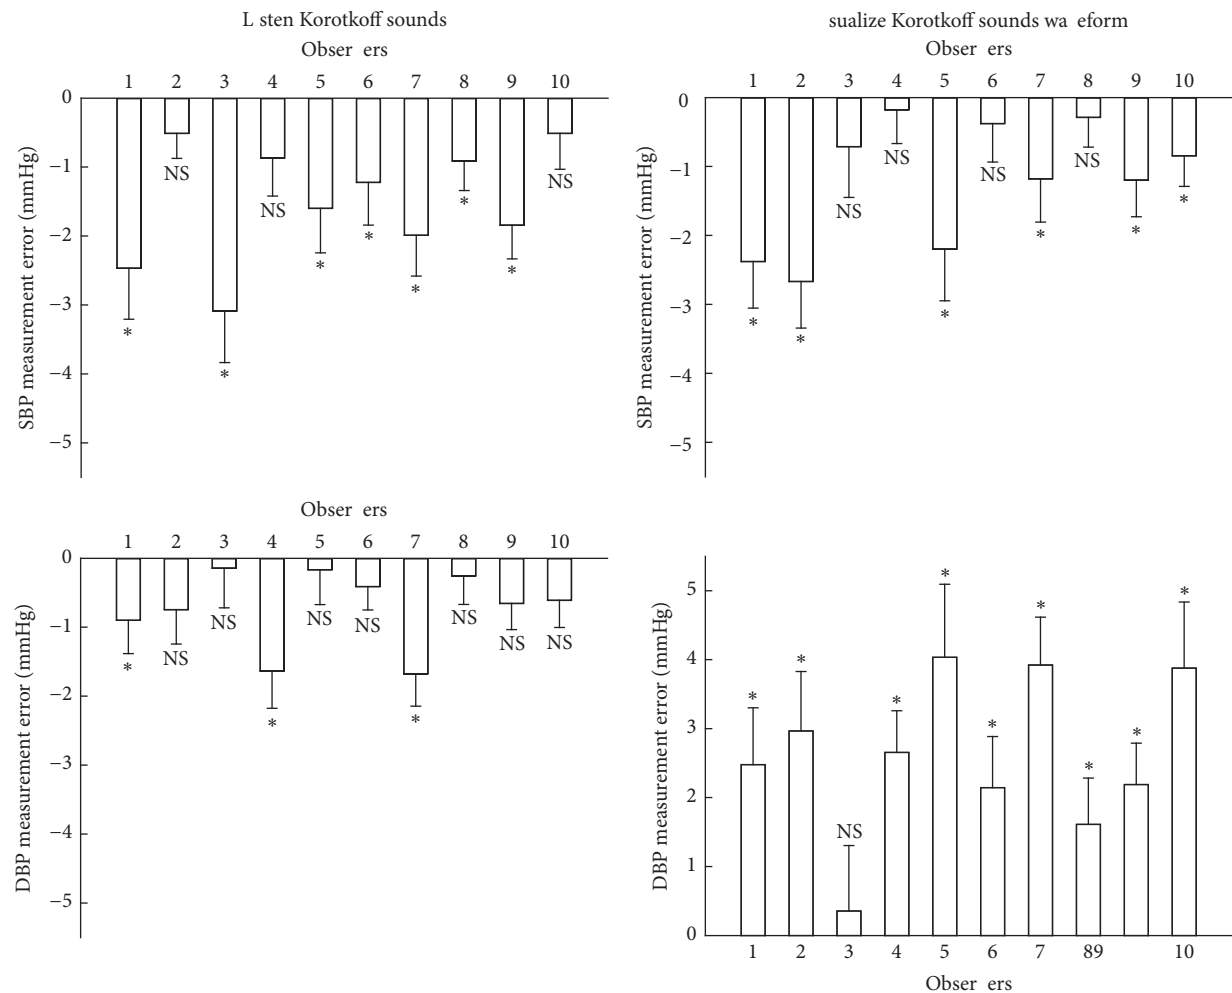 L sten Korotkoff sounds
Obser ers
1 2 3 4 5 6 7 8 9 10
SBP measurement error (mmHg)
0
−1
−2
−3
−4
−5
* NS * NS * * * * * NS
sualize Korotkoff sounds wa eform
Obser ers
1 2 3 4 5 6 7 8 9 10
SBP measurement error (mmHg)
0
−1
−2
−3
−4
−5
* * NS NS * NS * NS * *
Obser ers
1 2 3 4 5 6 7 8 9 10
DBP measurement error (mmHg)
0
−1
−2
−3
−4
−5
* NS NS * NS NS * NS NS NS
DBP measurement error (mmHg)
5
4
3
2
1
0
* * NS * * * * * * *
1 2 3 4 5 6 7 89 10
Obser ers